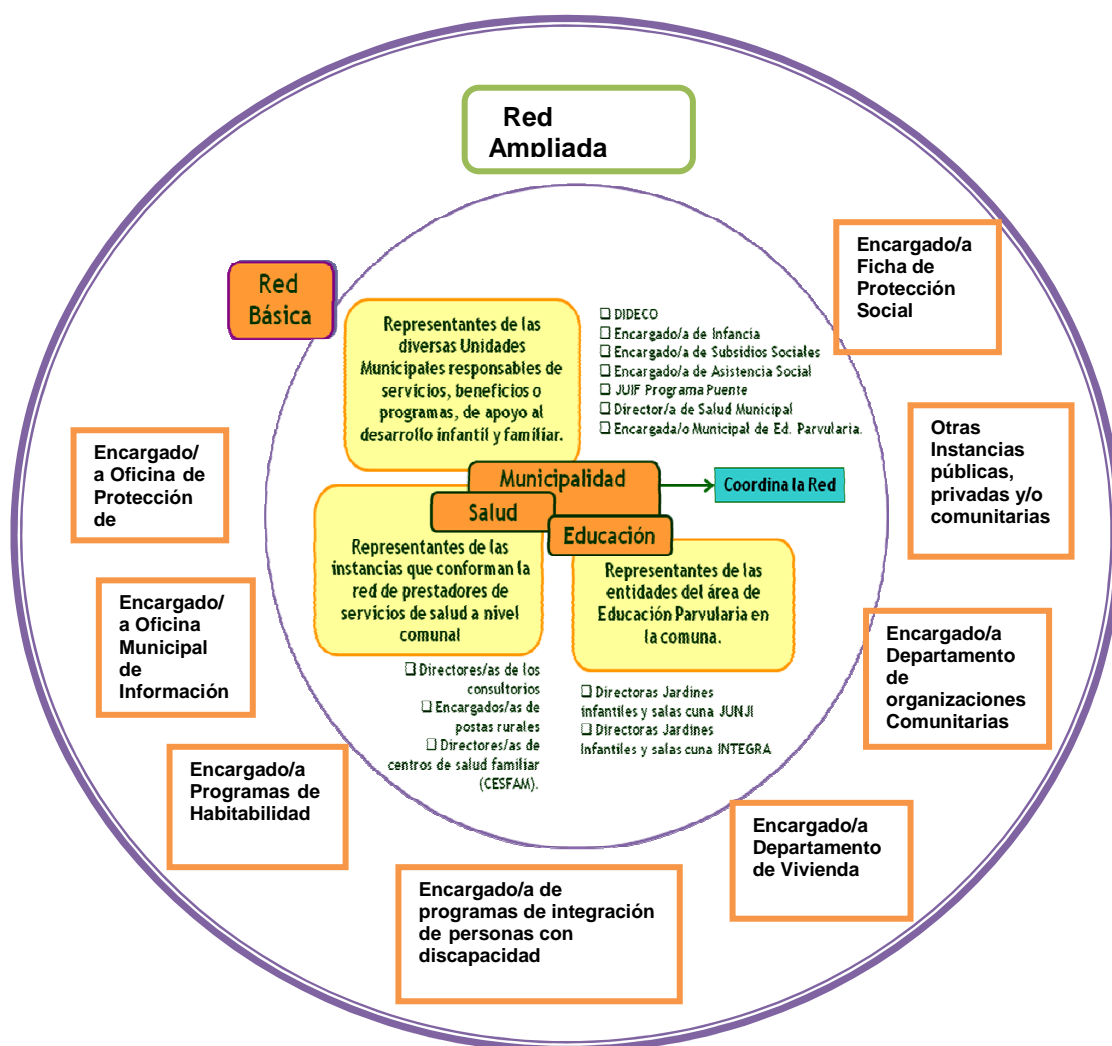 Red
Ampliada
Encargado/a
Ficha de
Protección
Social
Red
Básica
Representantes de las
diversas Unidades
Municipales responsables de
servicios, beneficios o
programas, de apoyo al
desarrollo infantil y familiar.
❑ DIDECO
❑ Encargado/a de Infancia
❑ Encargado/a de Subsidios Sociales
❑ Encargado/a de Asistencia Social
❑ JUIF Programa Puente
❑ Director/a de Salud Municipal
❑ Encargada/o Municipal de Ed. Parvularia.
Otras
Instancias
públicas,
privadas y/o
comunitarias
Encargado/
a Oficina de
Protección
de
Municipalidad
Coordina la Red
Salud
Educación
Representantes de las
instancias que conforman la
red de prestadores de
servicios de salud a nivel
comunal
Representantes de las
entidades del área de
Educación Parvularia en
la comuna.
Encargado/
a Oficina
Municipal
de
Información
Encargado/a
Departamento
de
organizaciones
Comunitarias
❑ Directores/as de los
consultorios
❑ Encargados/as de
postas rurales
❑ Directores/as de
centros de salud familiar
(CESFAM).
❑ Directoras Jardines
infantiles y salas cuna JUNJI
❑ Directoras Jardines
Infantiles y salas cuna INTEGRA
Encargado/a
Programas de
Habitabilidad
Encargado/a
Departamento
de Vivienda
Encargado/a de
programas de integración
de personas con
discapacidad